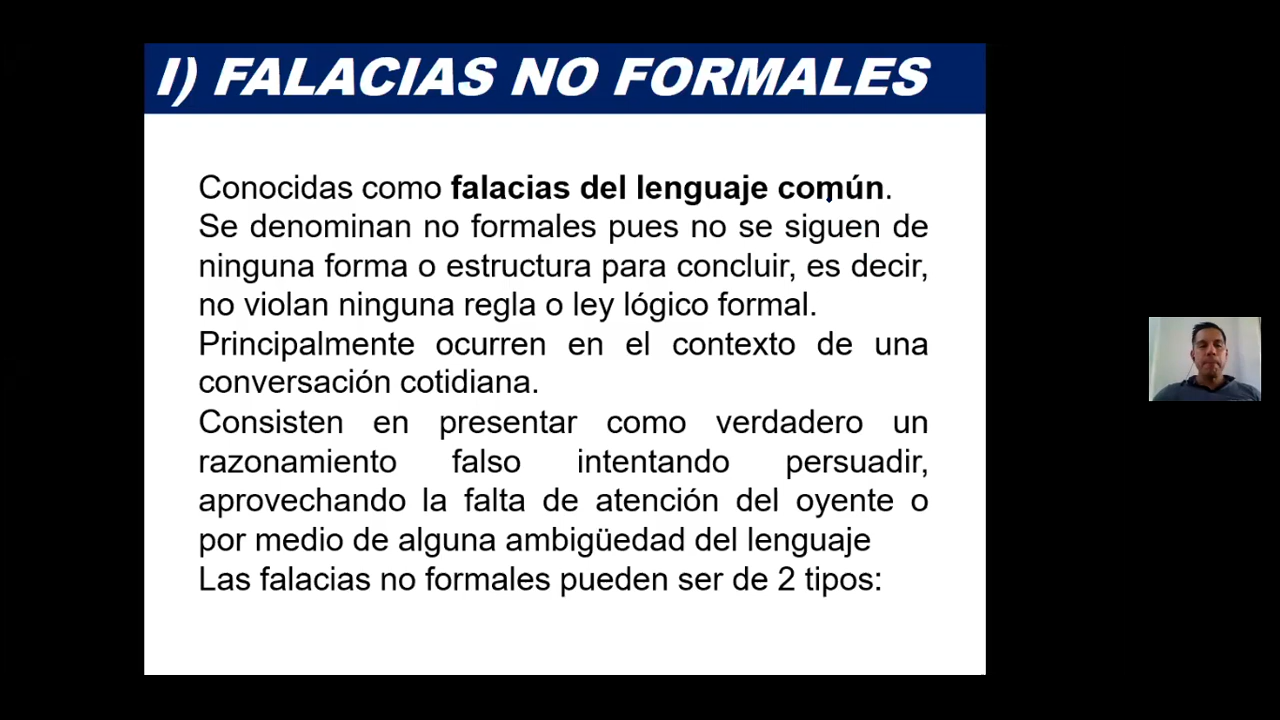 I) FALACIAS NO FORMALES
Conocidas como falacias del lenguaje común.
Se denominan no formales pues no se siguen de
ninguna forma o estructura para concluir, es decir,
no violan ninguna regla o ley lógico formal.
Principalmente ocurren en el contexto de una
conversación cotidiana.
Consisten en presentar como verdadero un
razonamiento falso intentando persuadir,
aprovechando la falta de atención del oyente o
por medio de alguna ambigüedad del lenguaje
Las falacias no formales pueden ser de 2 tipos: